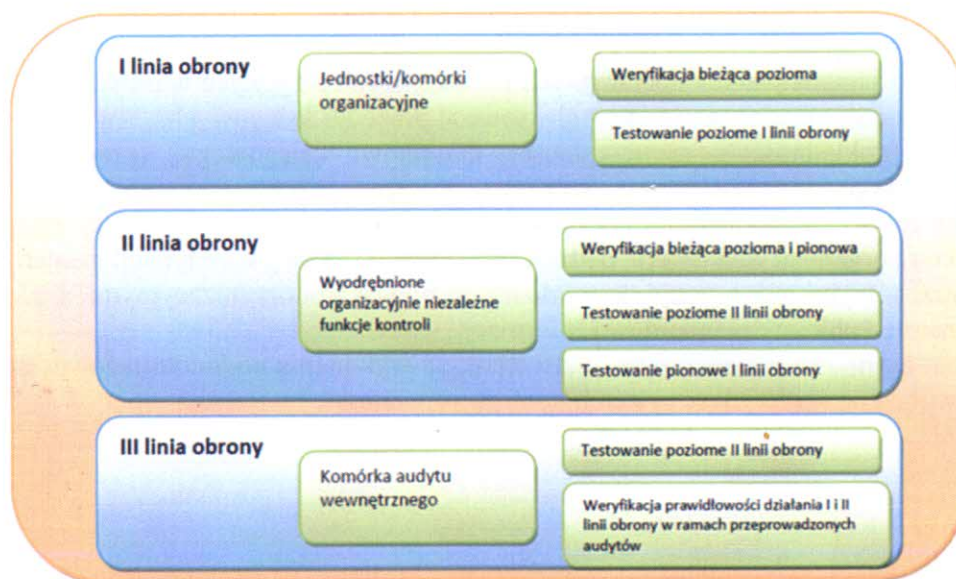 I linia obrony
Jednostki/komórki
organizacyjne
Weryfikacja bieżąca pozioma
Testowanie poziome I linii obrony
II linia obrony
Wyodrębnione
organizacyjnie niezależne
funkcje kontroli
Weryfikacja bieżąca pozioma i pionowa
Testowanie poziome II linii obrony
Testowanie pionowe I linii obrony
III linia obrony
Komórka audytu
wewnętrznego
Testowanie poziome II linii obrony
Weryfikacja prawidłowości działania I i II
linii obrony w ramach przeprowadzonych
audytów